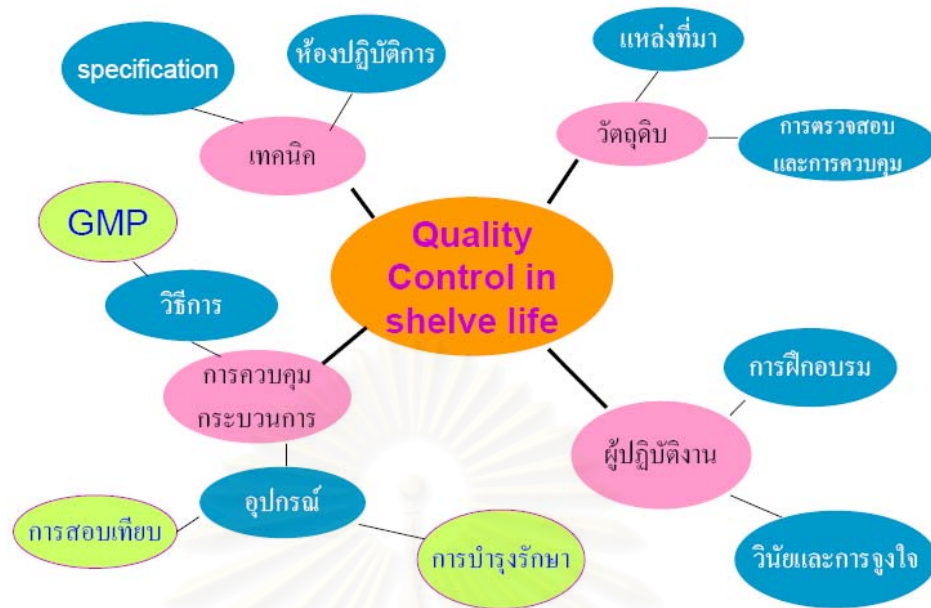 specification
ห้องปฏิบัติการ
เทคนิค
แหล่งที่มา
วัตถุดิบ
การตรวจสอบ
และการควบคุม
GMP
วิธีการ
Quality
Control in
shelve life
การควบคุม
กระบวนการ
การฝึกอบรม
ผู้ปฏิบัติงาน
อุปกรณ์
การสอบเทียบ
การบำรุงรักษา
วินัยและการจูงใจ